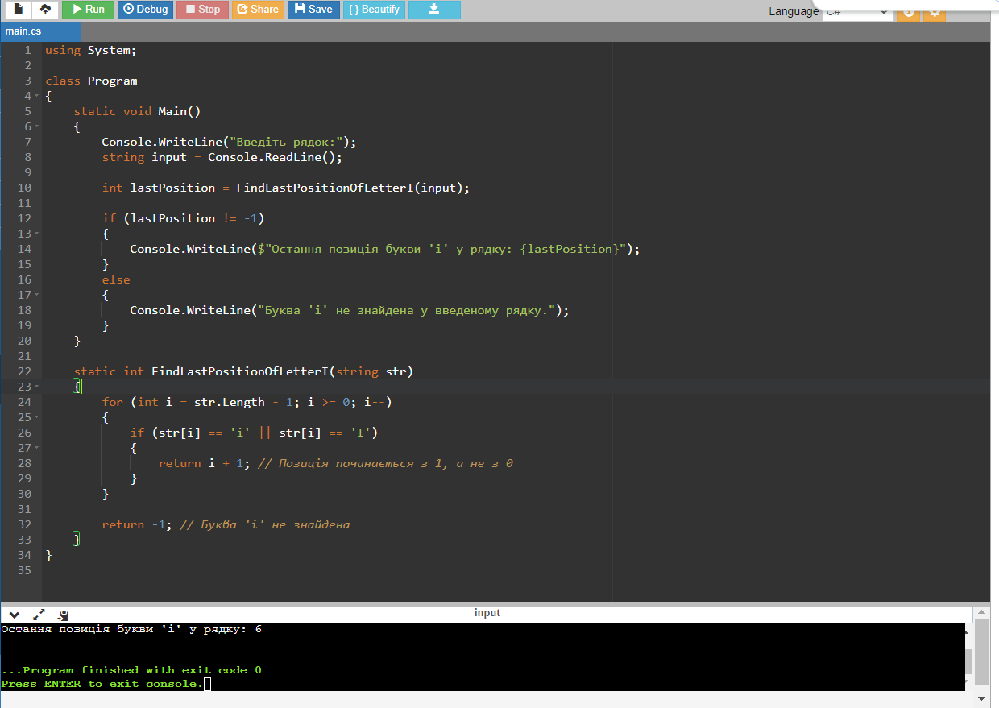 Run Debug Stop Share Save {} Beautify
Language C#
main.cs
1 using System;
2
3 class Program
4 {
5 static void Main()
6 {
7 Console.WriteLine("Введіть рядок:");
8 string input = Console.ReadLine();
9
10 int lastPosition = FindLastPositionOfLetterI(input);
11
12 if (lastPosition != -1)
13 {
14 Console.WriteLine($"Остання позиція букви 'і' у рядку: {lastPosition}");
15 }
16 else
17 {
18 Console.WriteLine("Буква 'і' не знайдена у введеному рядку.");
19 }
20 }
21
22 static int FindLastPositionOfLetterI(string str)
23 {
24 for (int i = str.Length - 1; i >= 0; i--)
25 {
26 if (str[i] == 'і' || str[i] == 'І')
27 {
28 return i + 1; // Позиція починається з 1, а не з 0
29 }
30 }
31
32 return -1; // Буква 'і' не знайдена
33 }
34 }
35
input
Остання позиція букви 'і' у рядку: 6
...Program finished with exit code 0
Press ENTER to exit console.